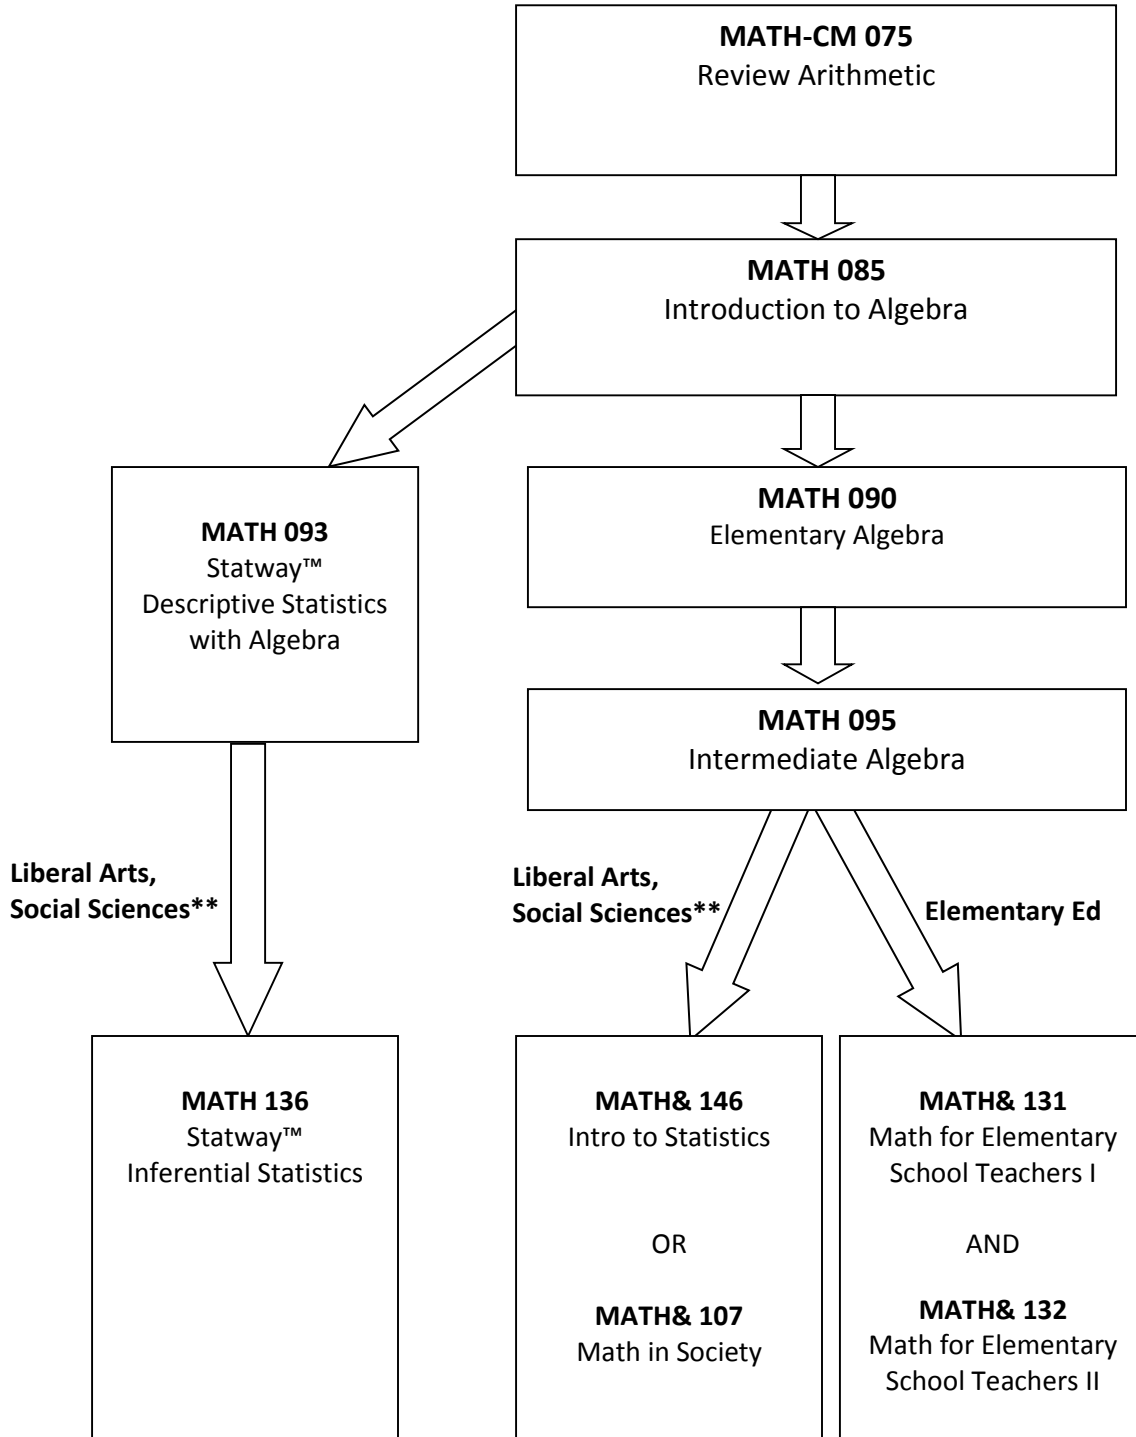 MATH-CM 075
Review Arithmetic
MATH 085
Introduction to Algebra
MATH 093
Statway™
Descriptive Statistics
with Algebra
MATH 090
Elementary Algebra
MATH 095
Intermediate Algebra
Liberal Arts,
Social Sciences**
Liberal Arts,
Social Sciences**
Elementary Ed
MATH 136
Statway™
Inferential Statistics
MATH& 146
Intro to Statistics
OR
MATH& 107
Math in Society
MATH& 131
Math for Elementary
School Teachers I
AND
MATH& 132
Math for Elementary
School Teachers II